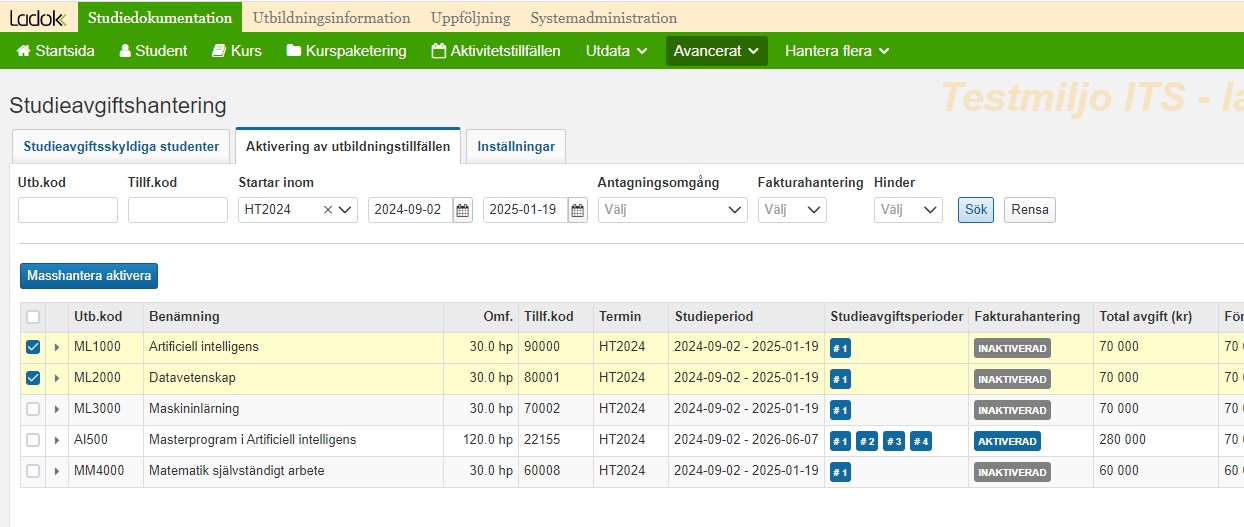 Ladok Studiedokumentation Utbildningsinformation Uppföljning Systemadministration
Startsida Student Kurs Kurspaketering Aktivitetstillfällen Utdata Avancerat Hantera flera
Testmiljo ITS - la
Studieavgiftshantering
Studieavgiftsskyldiga studenter Aktivering av utbildningstillfällen Inställningar
Utb.kod Tillf.kod Startar inom Antagningsomgång Fakturahantering Hinder
HT2024 2024-09-02 2025-01-19 Välj Välj Välj Sök Rensa
Masshantera aktivera
Utb.kod Benämning Omf. Tillf.kod Termin Studieperiod Studieavgiftsperioder Fakturahantering Total avgift (kr) För
ML1000 Artificiell intelligens 30.0 hp 90000 HT2024 2024-09-02 - 2025-01-19 # 1 INAKTIVERAD 70 000 70
ML2000 Datavetenskap 30.0 hp 80001 HT2024 2024-09-02 - 2025-01-19 # 1 INAKTIVERAD 70 000 70
ML3000 Maskininlärning 30.0 hp 70002 HT2024 2024-09-02 - 2025-01-19 # 1 INAKTIVERAD 70 000 70
AI500 Masterprogram i Artificiell intelligens 120.0 hp 22155 HT2024 2024-09-02 - 2026-06-07 # 1 # 2 # 3 # 4 AKTIVERAD 280 000 70
MM4000 Matematik självständigt arbete 30.0 hp 60008 HT2024 2024-09-02 - 2025-01-19 # 1 INAKTIVERAD 60 000 60